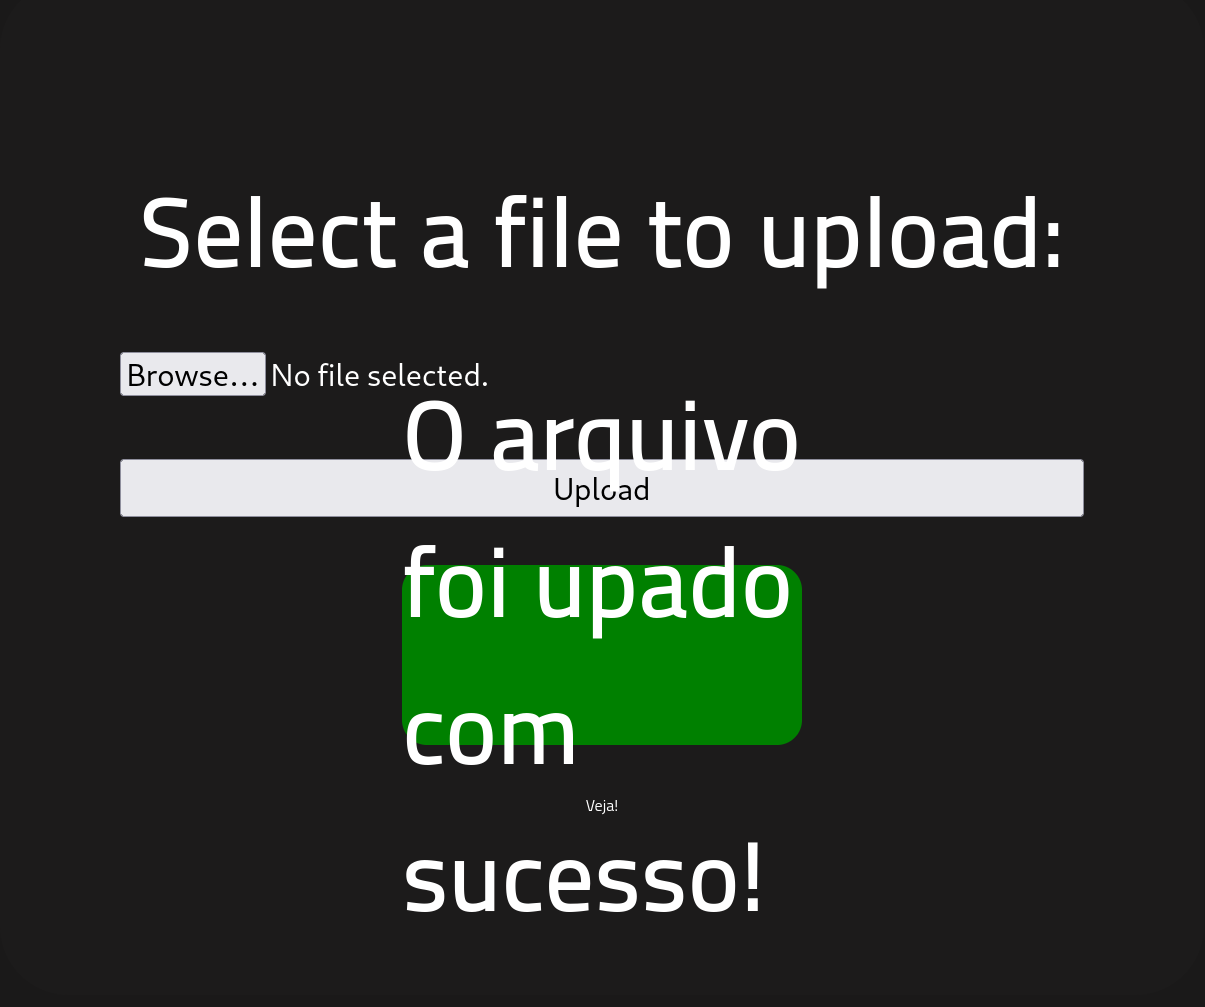 Select a file to upload:
Browse... No file selected.
O arquivo
Upload
foi upado
com
Veja!
sucesso!